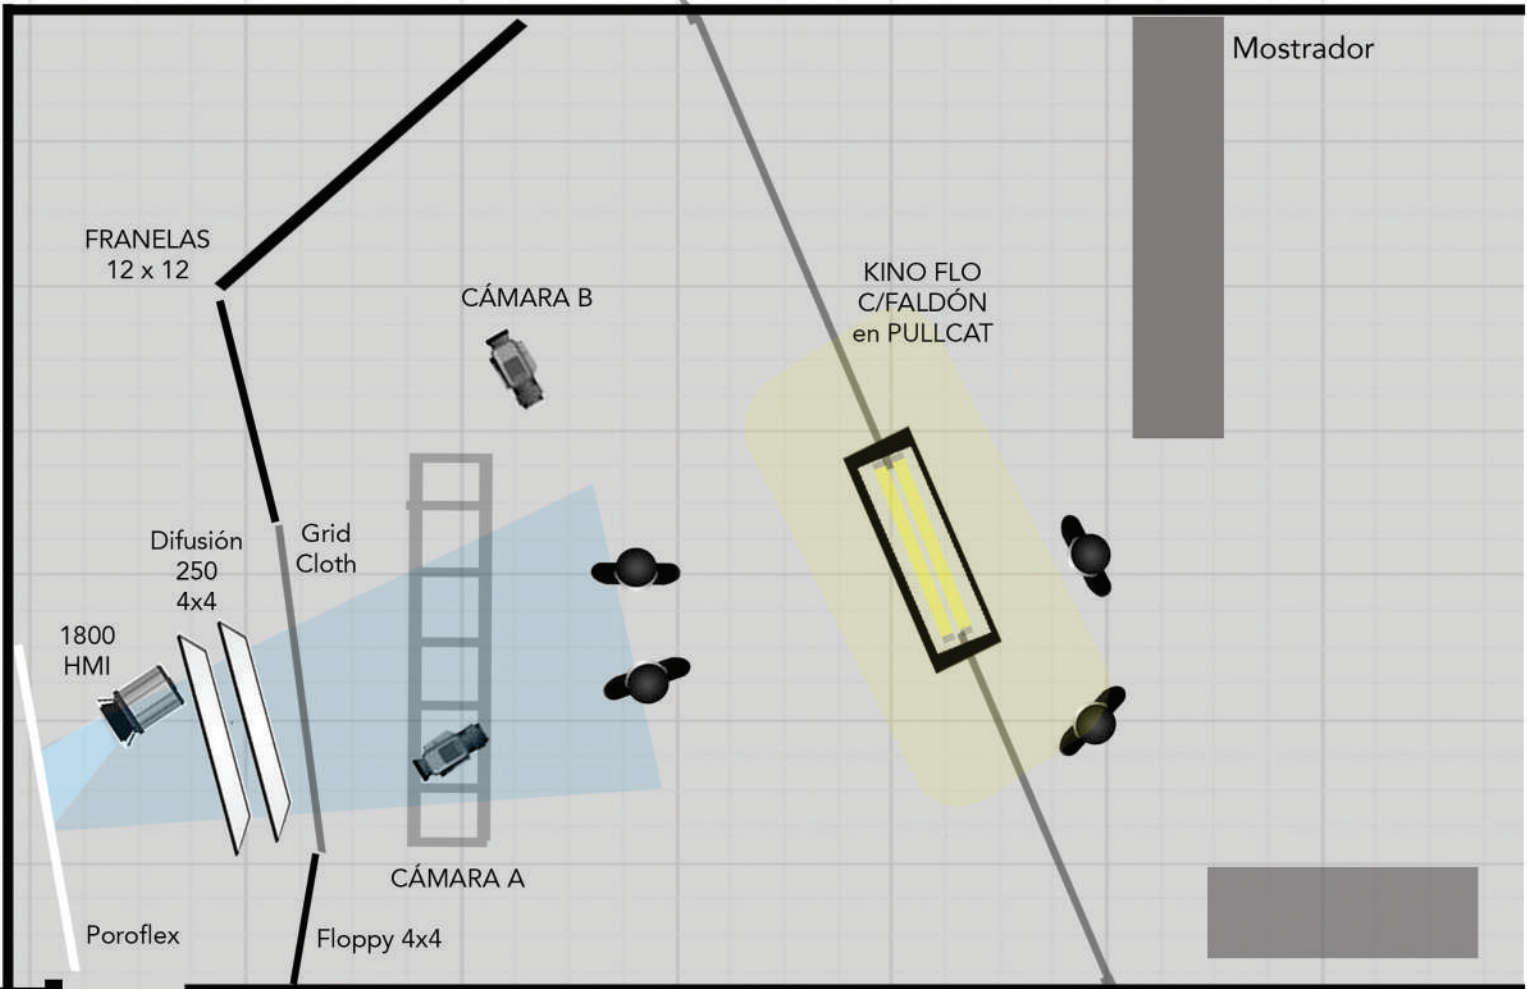 Mostrador
FRANELAS
12 x 12
CÁMARA B
KINO FLO
C/FALDÓN
en PULLCAT
Difusión
250
4x4
Grid
Cloth
1800
HMI
CÁMARA A
Poroflex
Floppy 4x4